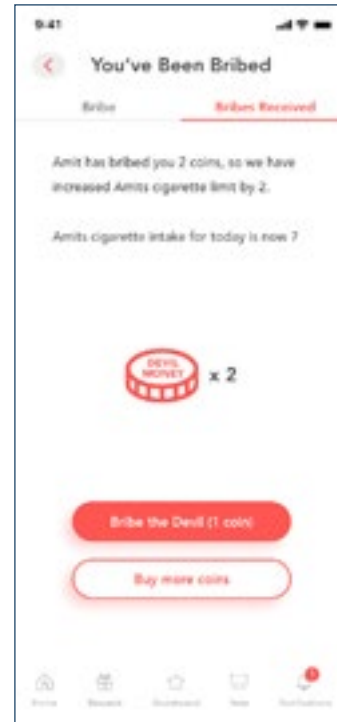 9:41
You've Been Bribed
Bribe
Bribes Received
Amit has bribed you 2 coins, so we have
increased Amits cigarette limit by 2.
Amits cigarette intake for today is now 7
DEVIL
MONEY
x 2
Bribe the Devil (1 coin)
Buy more coins
Home
Notifications